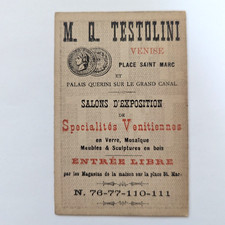 M. Q. TESTOLINI
VENISE
PLACE SAINT MARC
ET
PALAIS QUERINI SUR LE GRAND CANAL
SALONS D'EXPOSITION
DE
Specialités Venitiennes
en Verre, Mosaïque
Meubles & Sculptures en bois
ENTRÉE LIBRE
par les Magasins de la maison sur la place St. Marc
N. 76-77-110-111